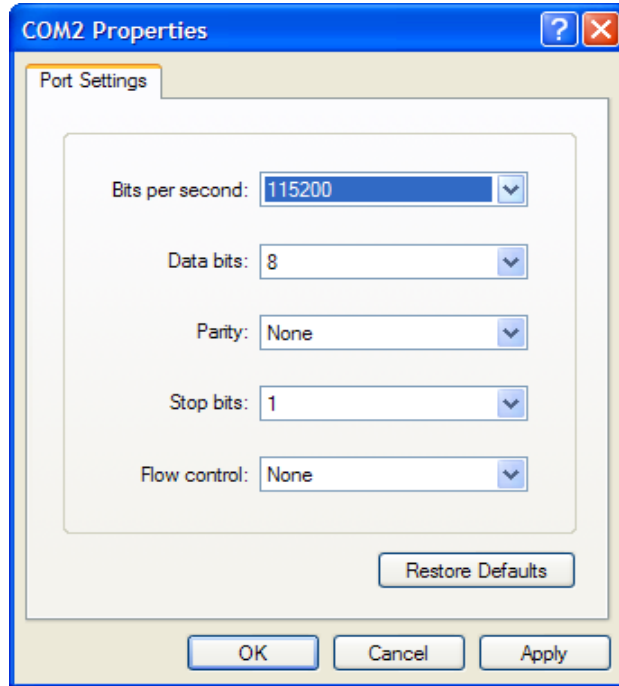 COM2 Properties
Port Settings
Bits per second: 115200
Data bits: 8
Parity: None
Stop bits: 1
Flow control: None
Restore Defaults
OK Cancel Apply